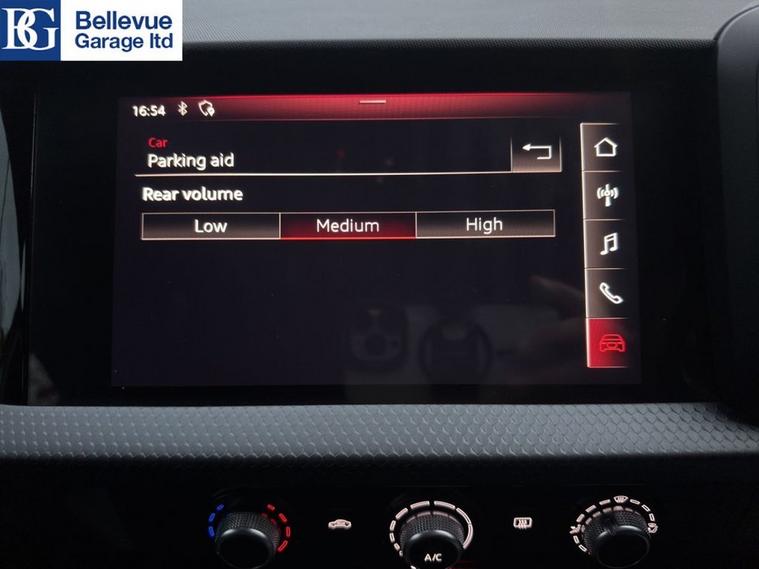 BG
Bellevue
Garage ltd
16:54
Car
Parking aid
Rear volume
Low
Medium
High
A/C